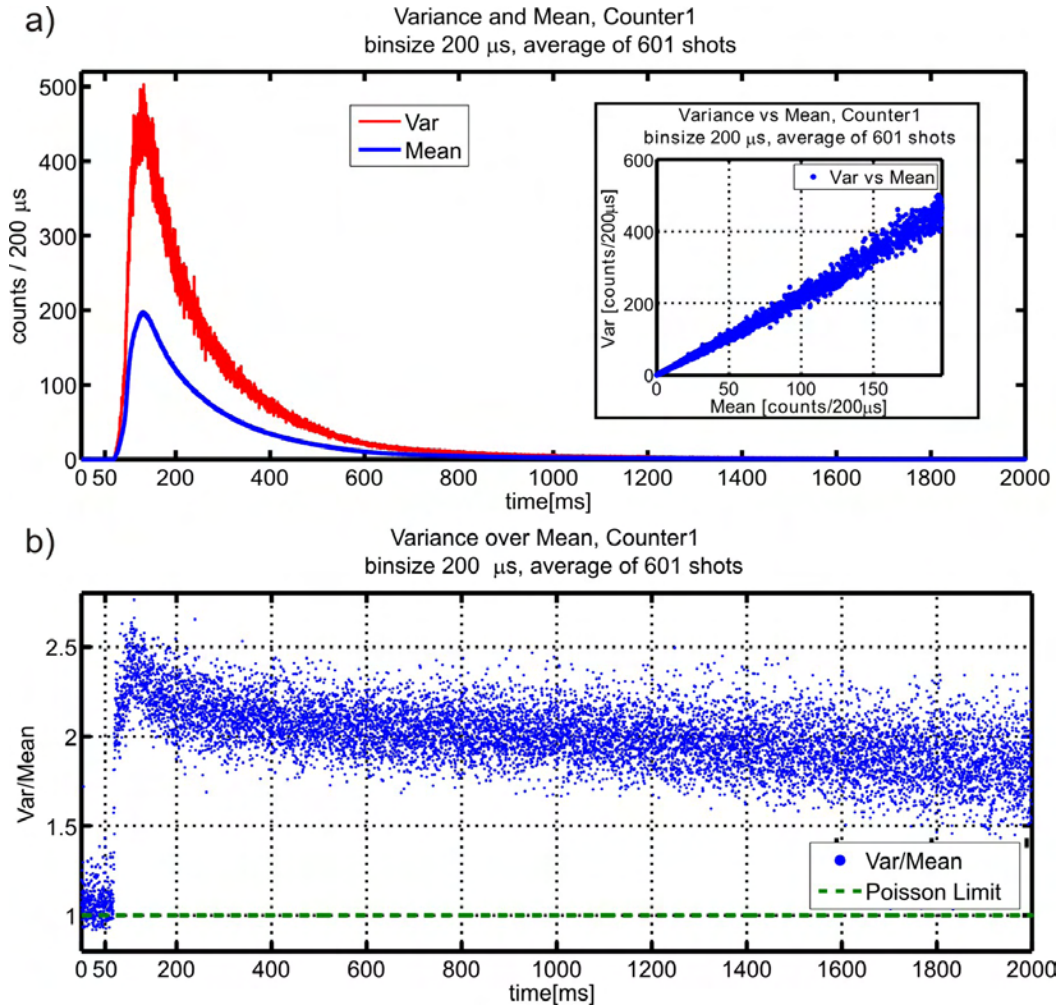 a)
Variance and Mean, Counter1
binsize 200 μs, average of 601 shots
500
400
300
200
100
0
counts / 200 μs
Var
Mean
Variance vs Mean, Counter1
binsize 200 μs, average of 601 shots
600
400
200
0
Var [counts/200μs]
Var vs Mean
0 50 100 150
Mean [counts/200μs]
0 50 200 400 600 800 1000 1200 1400 1600 1800 2000
time[ms]
b)
Variance over Mean, Counter1
binsize 200 μs, average of 601 shots
2.5
2
1.5
1
Var/Mean
Var/Mean
Poisson Limit
0 50 200 400 600 800 1000 1200 1400 1600 1800 2000
time[ms]